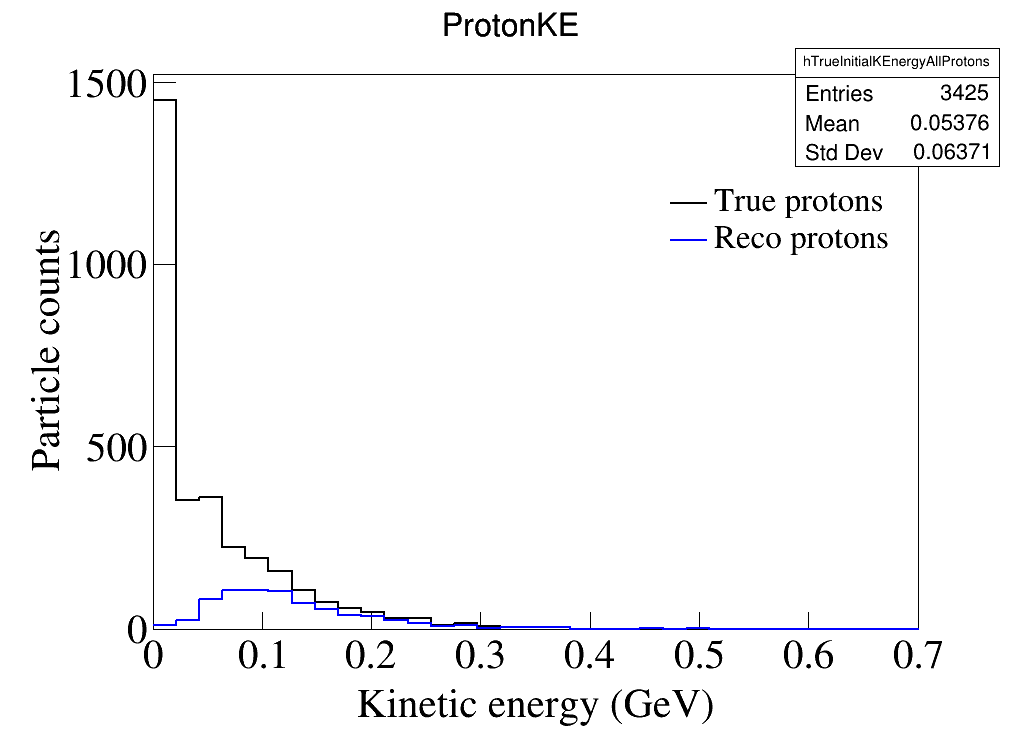 ProtonKE
hTrueInitialKEnergyAllProtons
Entries 3425
Mean 0.05376
Std Dev 0.06371
True protons
Reco protons
Particle counts
1500
1000
500
0
0 0.1 0.2 0.3 0.4 0.5 0.6 0.7
Kinetic energy (GeV)